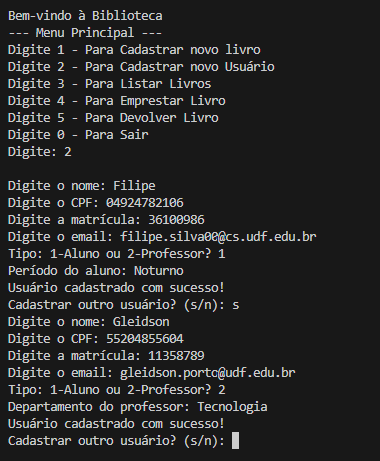 Bem-vindo à Biblioteca
--- Menu Principal ---
Digite 1 - Para Cadastrar novo livro
Digite 2 - Para Cadastrar novo Usuário
Digite 3 - Para Listar Livros
Digite 4 - Para Emprestar Livro
Digite 5 - Para Devolver Livro
Digite 0 - Para Sair
Digite: 2
Digite o nome: Filipe
Digite o CPF: 04924782106
Digite a matrícula: 36100986
Digite o email: filipe.silva00@cs.udf.edu.br
Tipo: 1-Aluno ou 2-Professor? 1
Período do aluno: Noturno
Usuário cadastrado com sucesso!
Cadastrar outro usuário? (s/n): s
Digite o nome: Gleidson
Digite o CPF: 55204855604
Digite a matrícula: 11358789
Digite o email: gleidson.portc@udf.edu.br
Tipo: 1-Aluno ou 2-Professor? 2
Departamento do professor: Tecnologia
Usuário cadastrado com sucesso!
Cadastrar outro usuário? (s/n):